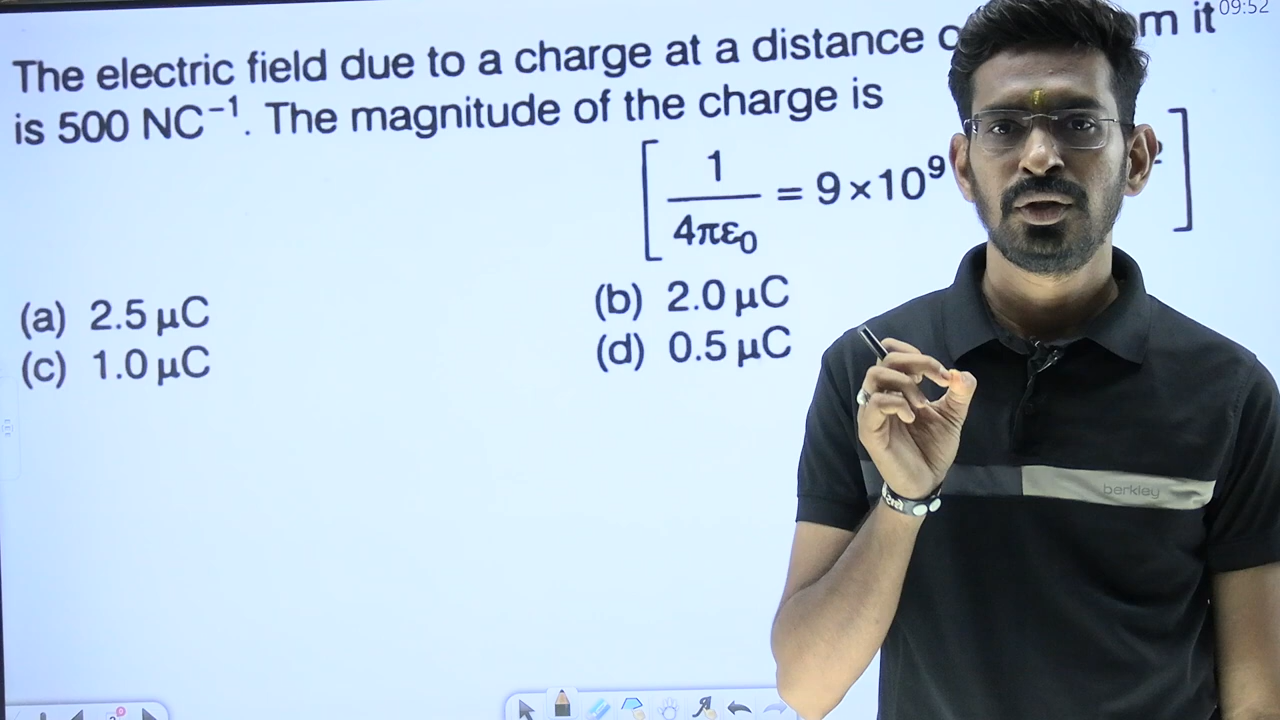 09:52
The electric field due to a charge at a distance m it
is 500 NC⁻¹. The magnitude of the charge is
[1/4πε₀ = 9×10⁹ ]
(a) 2.5 μC
(b) 2.0 μC
(c) 1.0 μC
(d) 0.5 μC
berkley